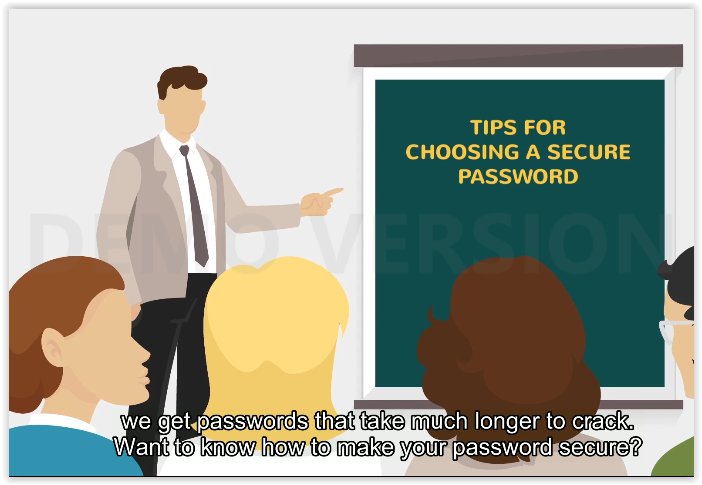 TIPS FOR
CHOOSING A SECURE
PASSWORD
DEMO VERSION
we get passwords that take much longer to crack.
Want to know how to make your password secure?